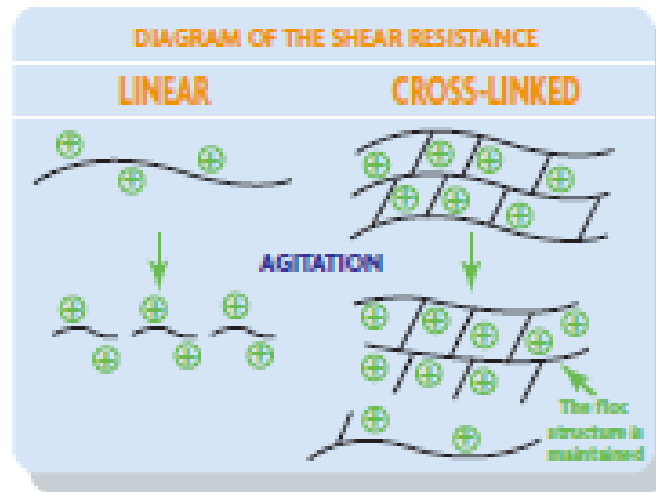 DIAGRAM OF THE SHEAR RESISTANCE
LINEAR
CROSS-LINKED
AGITATION
The floc
structure is
maintained